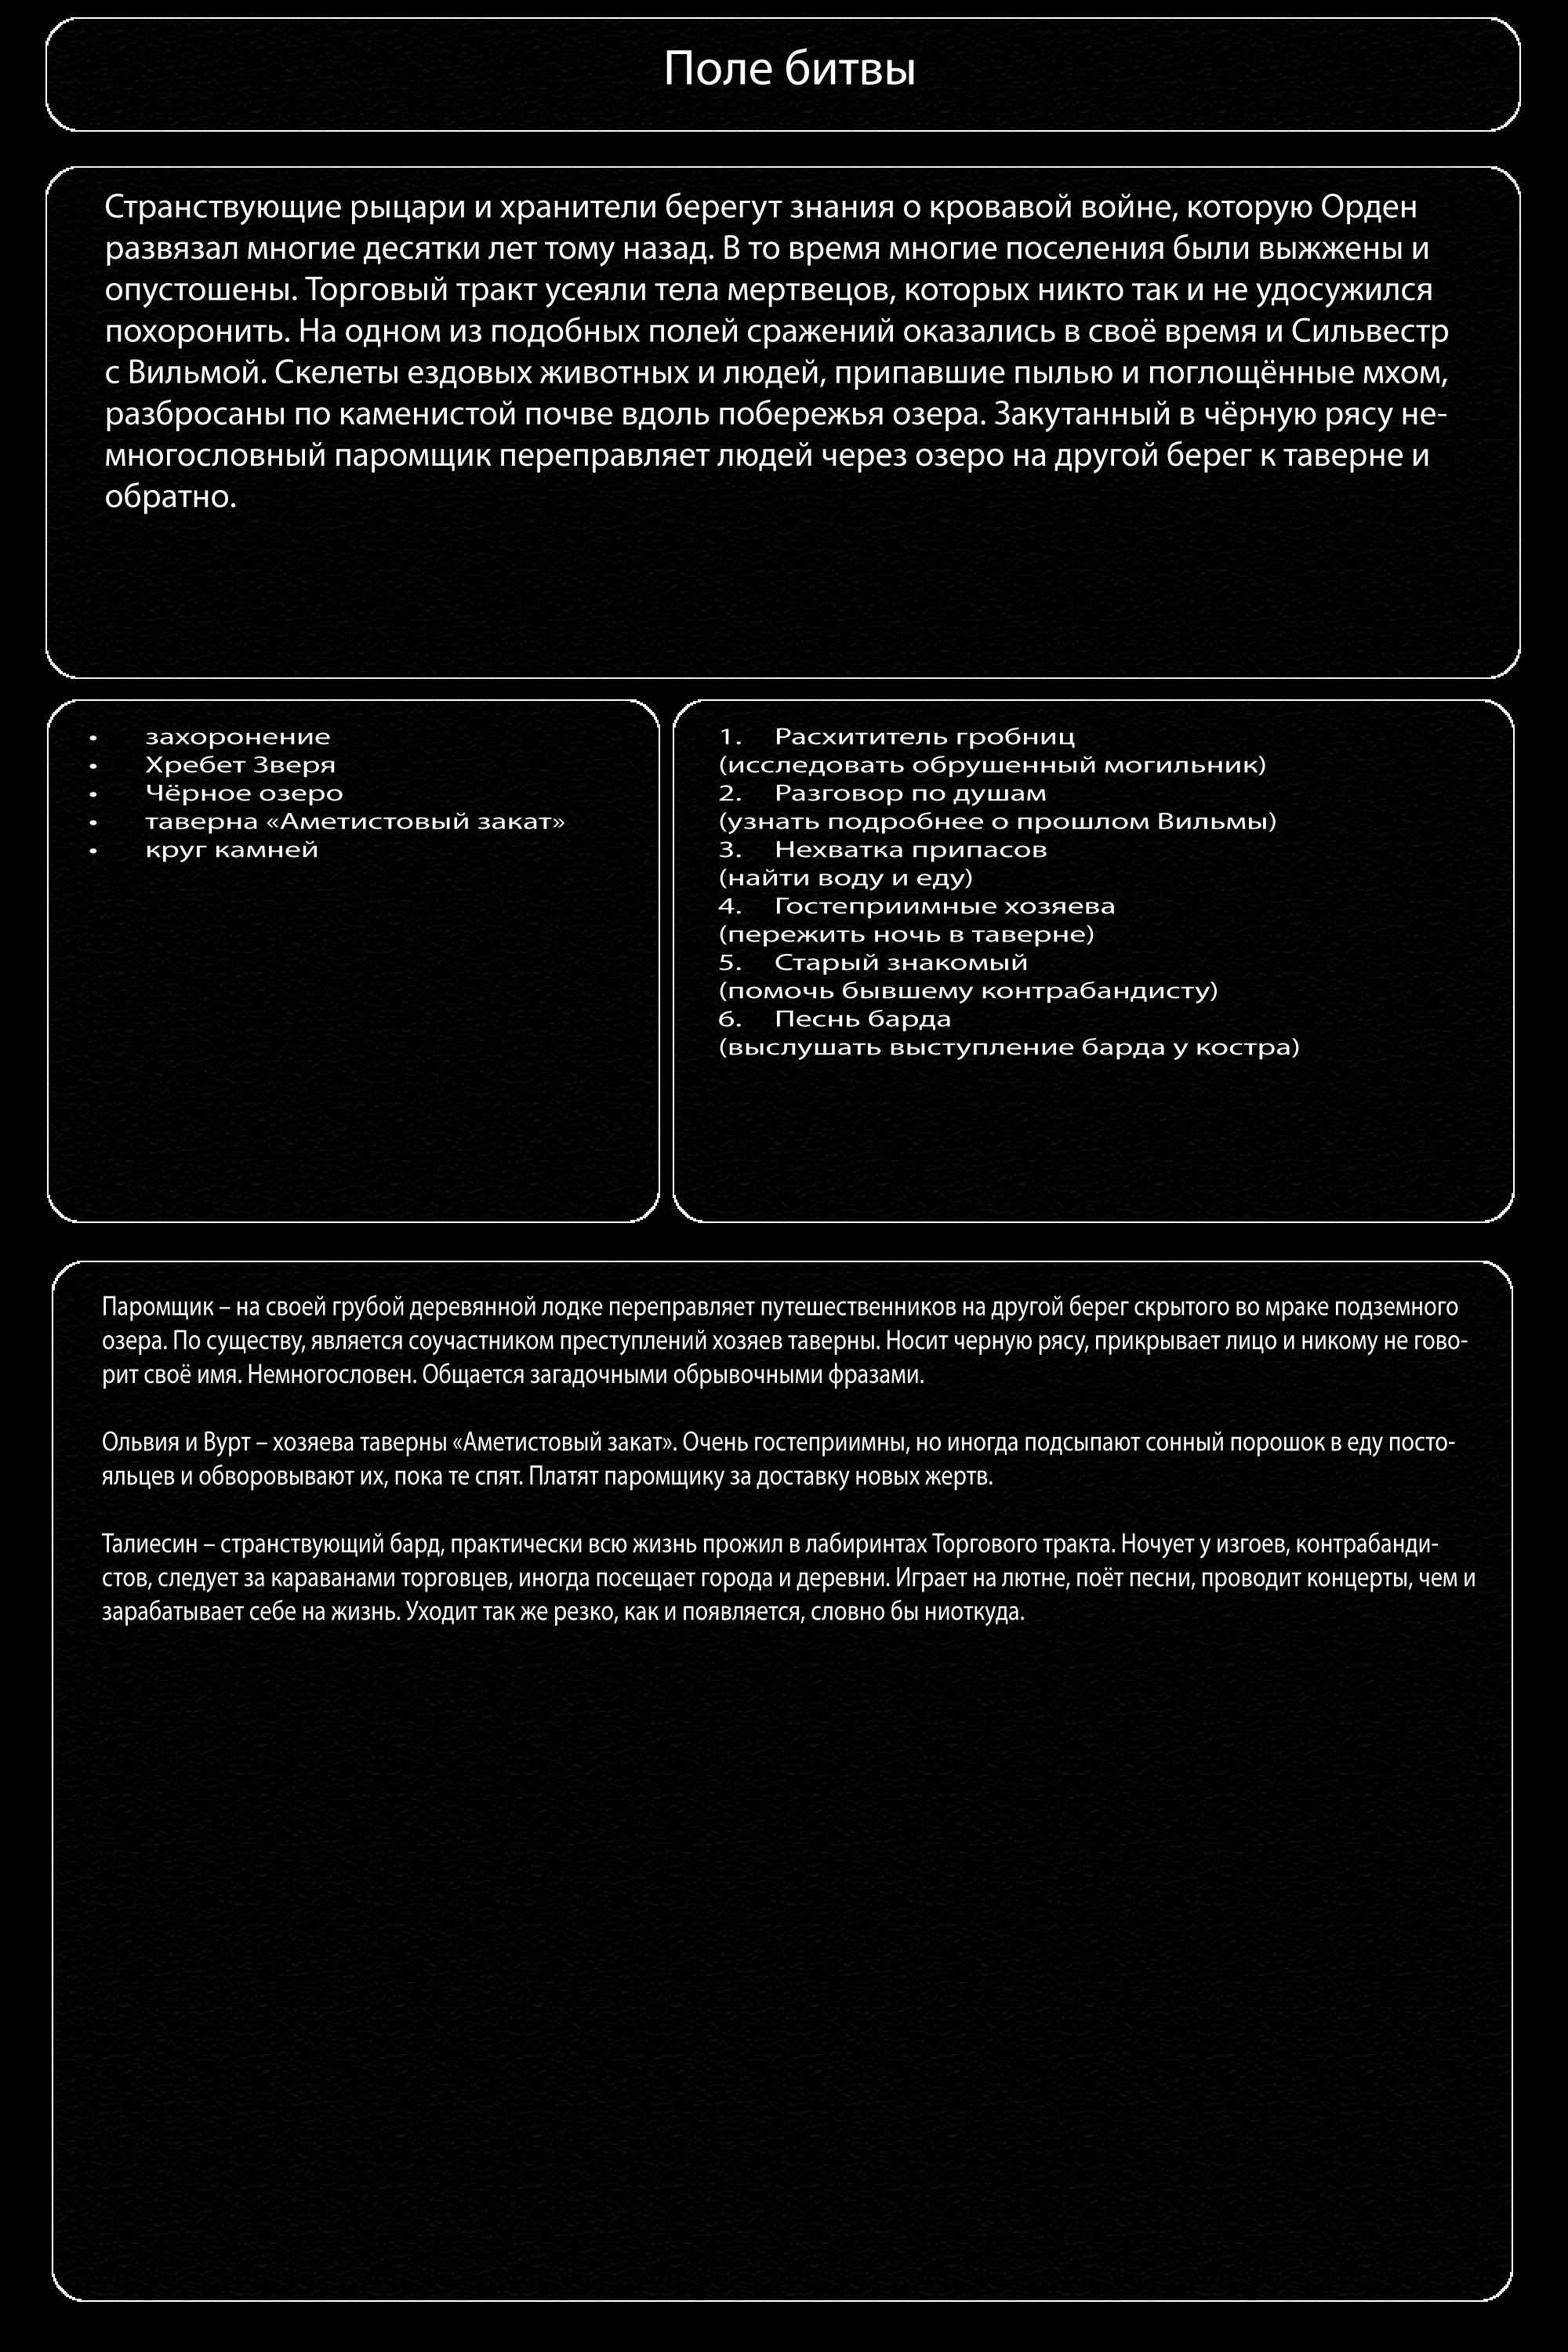 Поле битвы
Странствующие рыцари и хранители берегут знания о кровавой войне, которую Орден
развязал многие десятки лет тому назад. В то время многие поселения были выжжены и
опустошены. Торговый тракт усеяли тела мертвецов, которых никто так и не удосужился
похоронить. На одном из подобных полей сражений оказались в своё время и Сильвестр
с Вильмой. Скелеты ездовых животных и людей, припавшие пылью и поглощённые мхом,
разбросаны по каменистой почве вдоль побережья озера. Закутанный в чёрную рясу не-
многословный паромщик переправляет людей через озеро на другой берег к таверне и
обратно.
• захоронение
• Хребет Зверя
• Чёрное озеро
• таверна «Аметистовый закат»
• круг камней
1. Расхититель гробниц
(исследовать обрушенный могильник)
2. Разговор по душам
(узнать подробнее о прошлом Вильмы)
3. Нехватка припасов
(найти воду и еду)
4. Гостеприимные хозяева
(пережить ночь в таверне)
5. Старый знакомый
(помочь бывшему контрабандисту)
6. Песнь барда
(выслушать выступление барда у костра)
Паромщик – на своей грубой деревянной лодке переправляет путешественников на другой берег скрытого во мраке подземного
озера. По существу, является соучастником преступлений хозяев таверны. Носит черную рясу, прикрывает лицо и никому не гово-
рит своё имя. Немногословен. Общается загадочными обрывочными фразами.
Ольвия и Вурт – хозяева таверны «Аметистовый закат». Очень гостеприимны, но иногда подсыпают сонный порошок в еду посто-
яльцев и обворовывают их, пока те спят. Платят паромщику за доставку новых жертв.
Талиесин – странствующий бард, практически всю жизнь прожил в лабиринтах Торгового тракта. Ночует у изгоев, контрабанди-
стов, следует за караванами торговцев, иногда посещает города и деревни. Играет на лютне, поёт песни, проводит концерты, чем и
зарабатывает себе на жизнь. Уходит так же резко, как и появляется, словно бы ниоткуда.